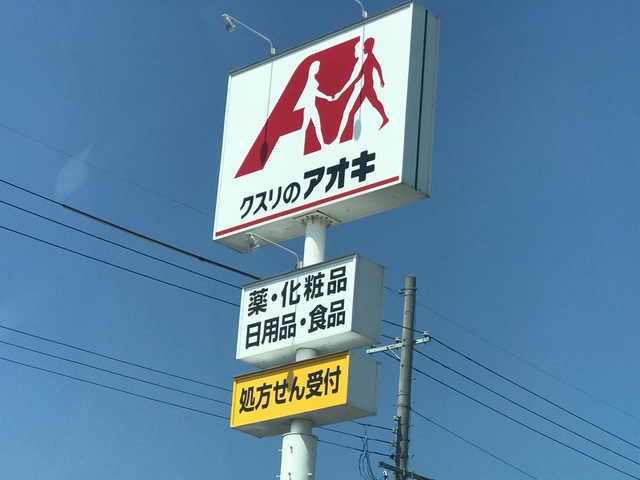 クスリのアオキ
薬・化粧品
日用品・食品
処方せん受付